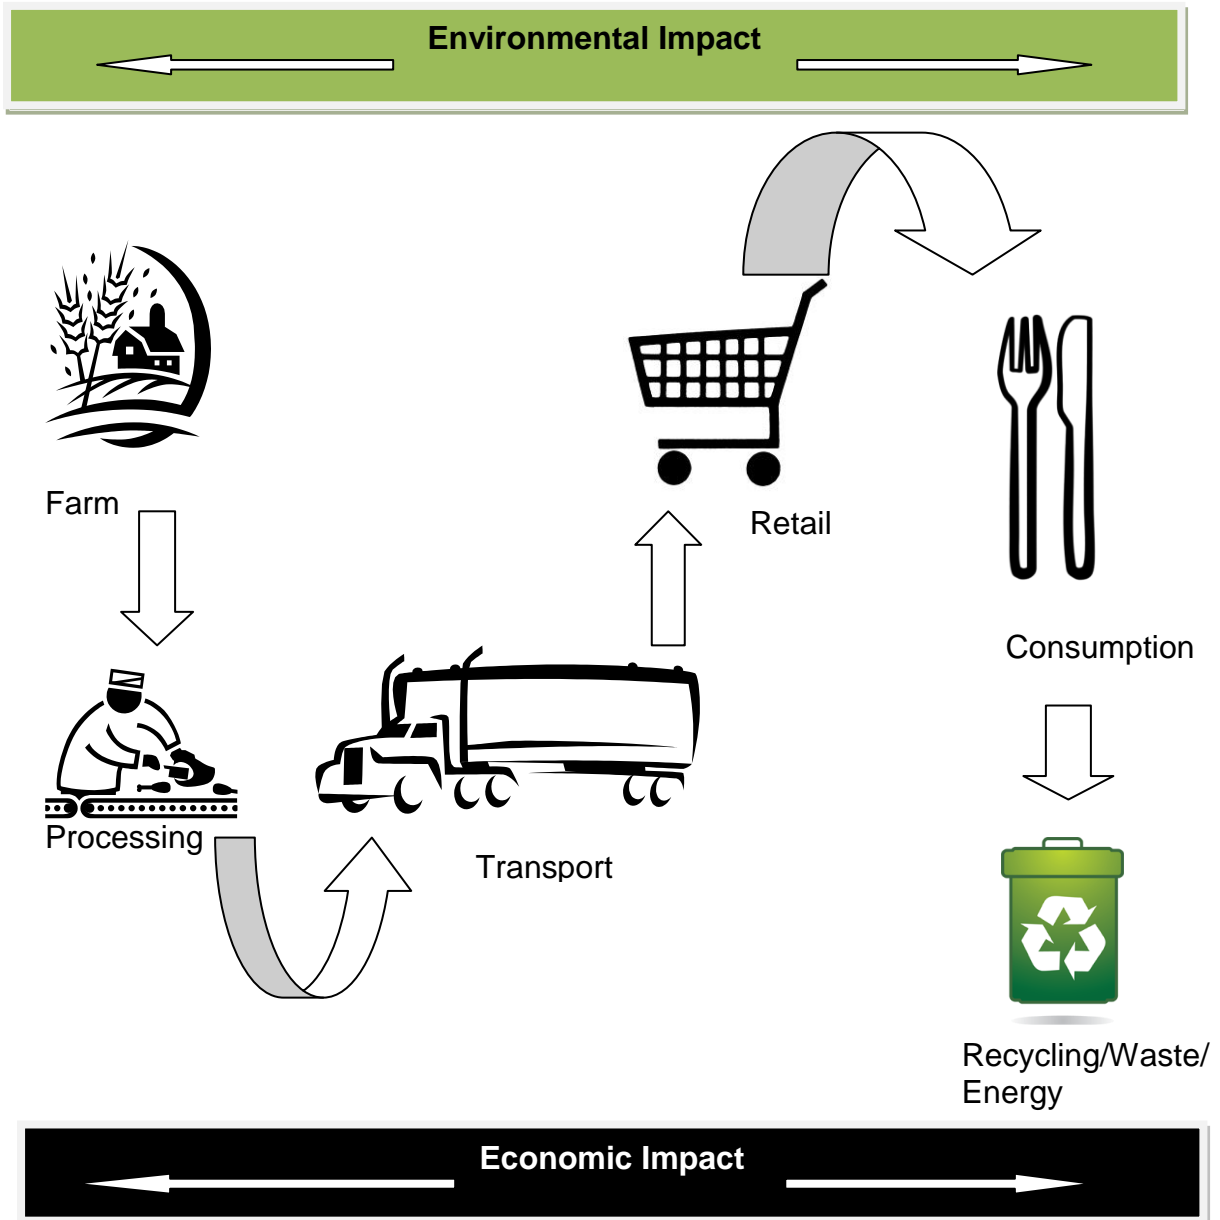 Environmental Impact
Farm
Retail
Consumption
Processing
Transport
Recycling/Waste/
Energy
Economic Impact